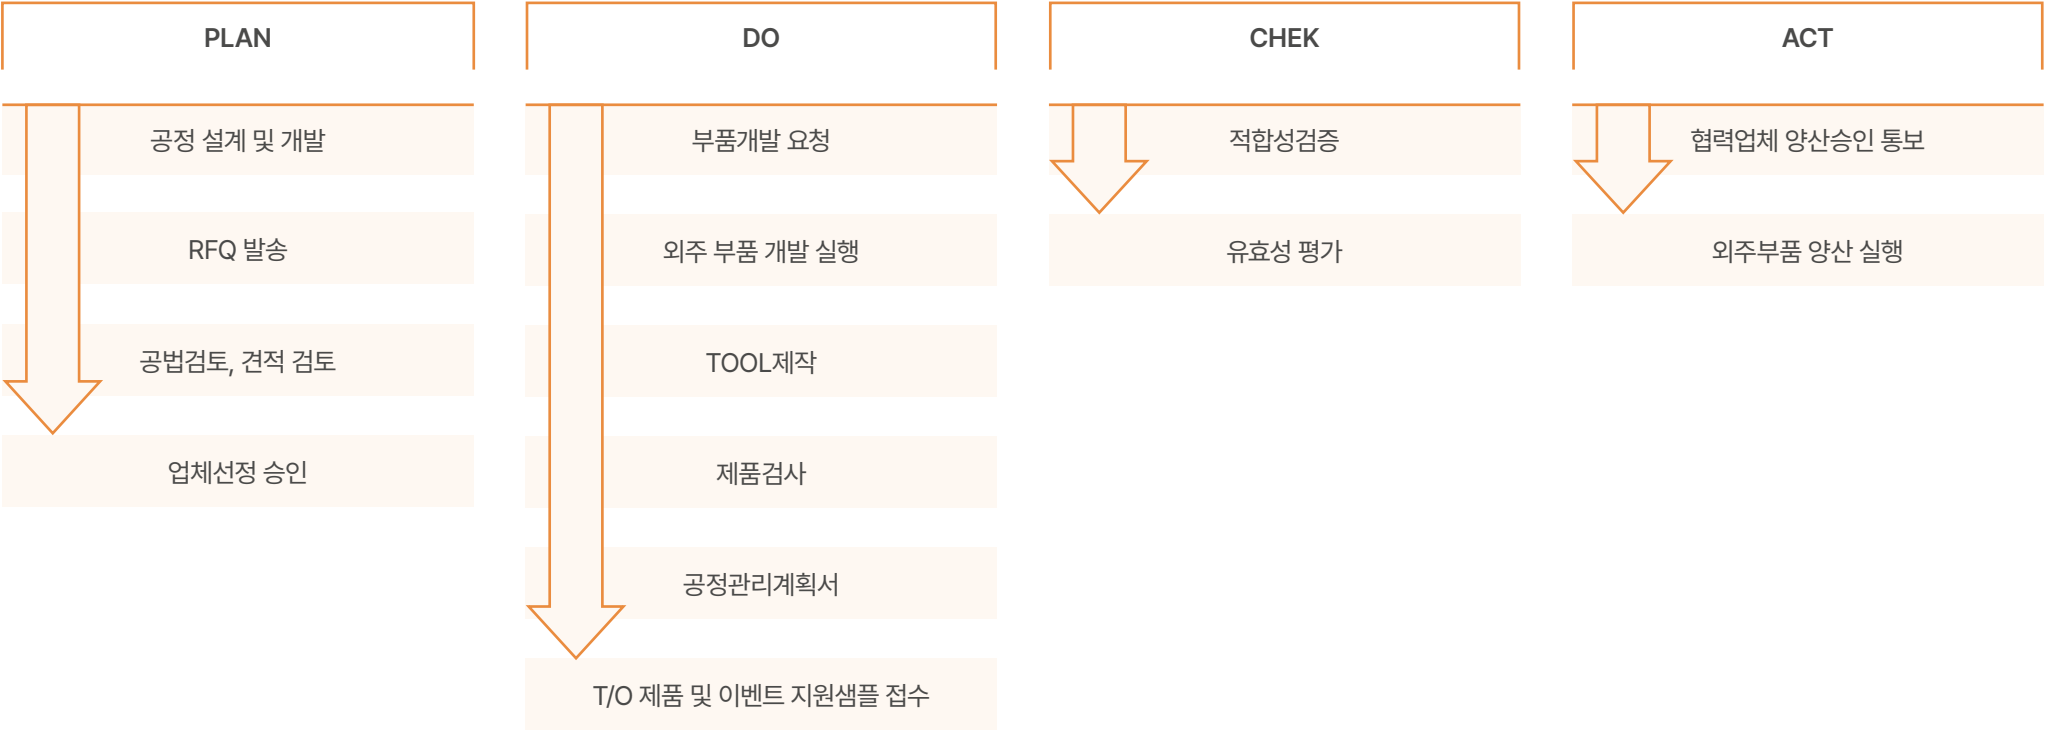 PLAN
공정 설계 및 개발
RFQ 발송
공법검토, 견적 검토
업체선정 승인
DO
부품개발 요청
외주 부품 개발 실행
TOOL제작
제품검사
공정관리계획서
T/O 제품 및 이벤트 지원샘플 접수
CHEK
적합성검증
유효성 평가
ACT
협력업체 양산승인 통보
외주부품 양산 실행